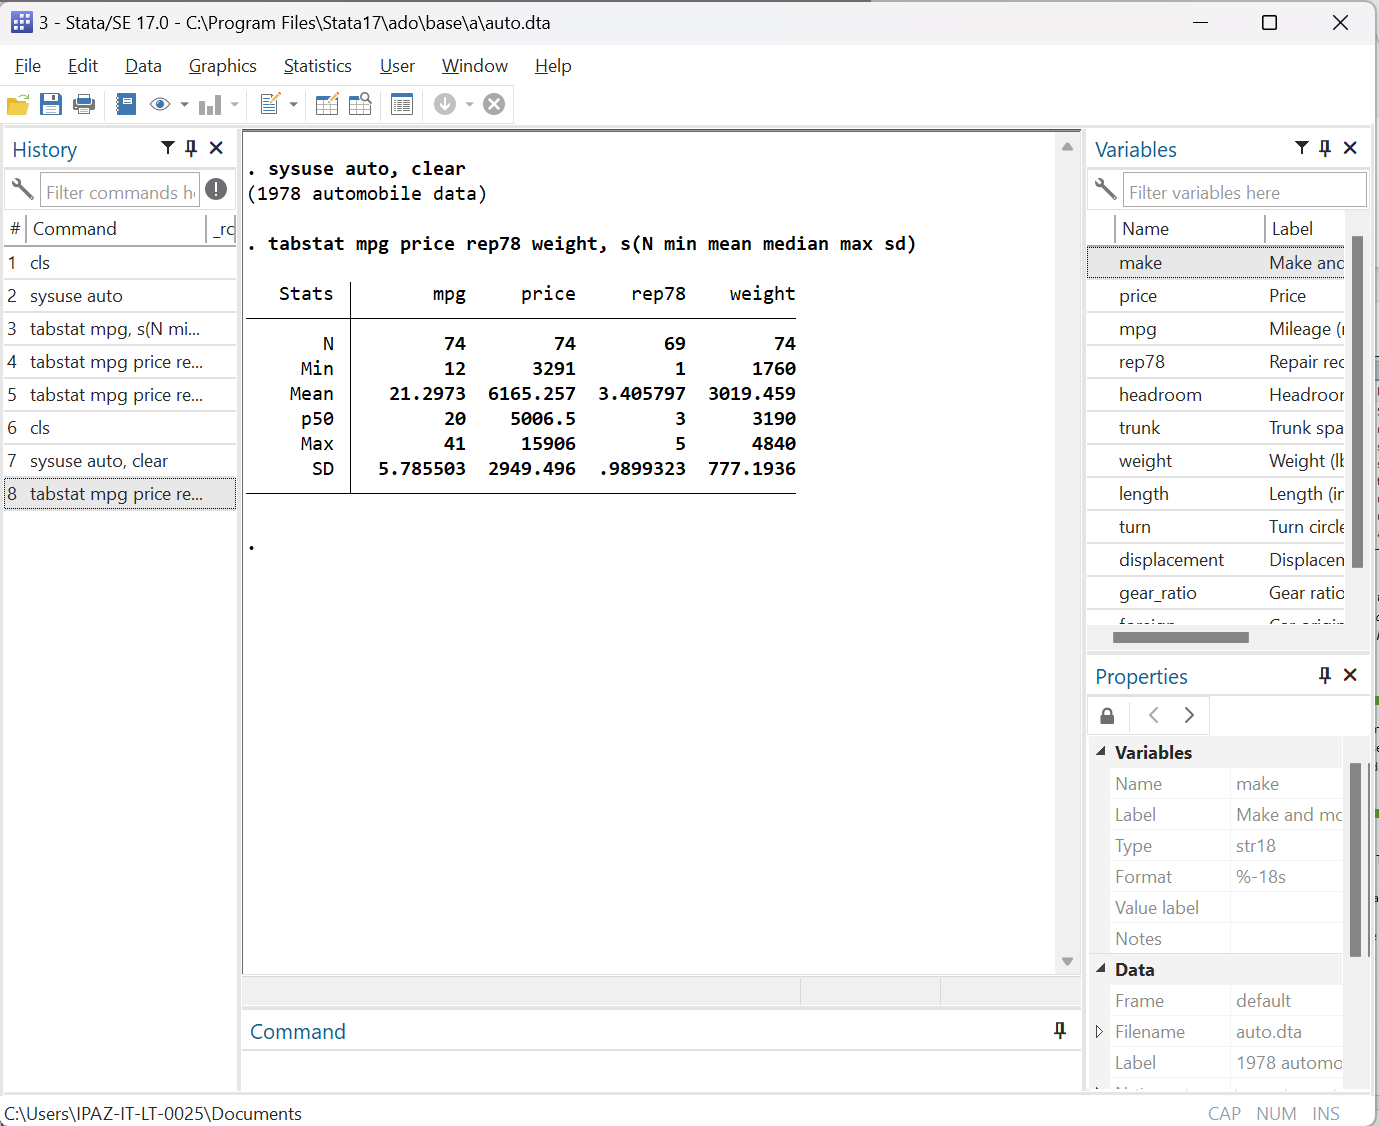 3 - Stata/SE 17.0 - C:\Program Files\Stata17\ado\base\a\auto.dta
File Edit Data Graphics Statistics User Window Help
History
Filter commands h
# Command _rc
1 cls
2 sysuse auto
3 tabstat mpg, s(N mi...
4 tabstat mpg price re...
5 tabstat mpg price re...
6 cls
7 sysuse auto, clear
8 tabstat mpg price re...
. sysuse auto, clear
(1978 automobile data)
. tabstat mpg price rep78 weight, s(N min mean median max sd)
Stats mpg price rep78 weight
N 74 74 69 74
Min 12 3291 1 1760
Mean 21.2973 6165.257 3.405797 3019.459
p50 20 5006.5 3 3190
Max 41 15906 5 4840
SD 5.785503 2949.496 .9899323 777.1936
.
Command
Variables
Filter variables here
Name Label
make Make and
price Price
mpg Mileage (
rep78 Repair rec
headroom Headroor
trunk Trunk spa
weight Weight (lb
length Length (in
turn Turn circle
displacement Displacen
gear_ratio Gear ratio
Properties
Variables
Name make
Label Make and mo
Type str18
Format %-18s
Value label
Notes
Data
Frame default
Filename auto.dta
Label 1978 automo
C:\Users\IPAZ-IT-LT-0025\Documents
CAP NUM INS